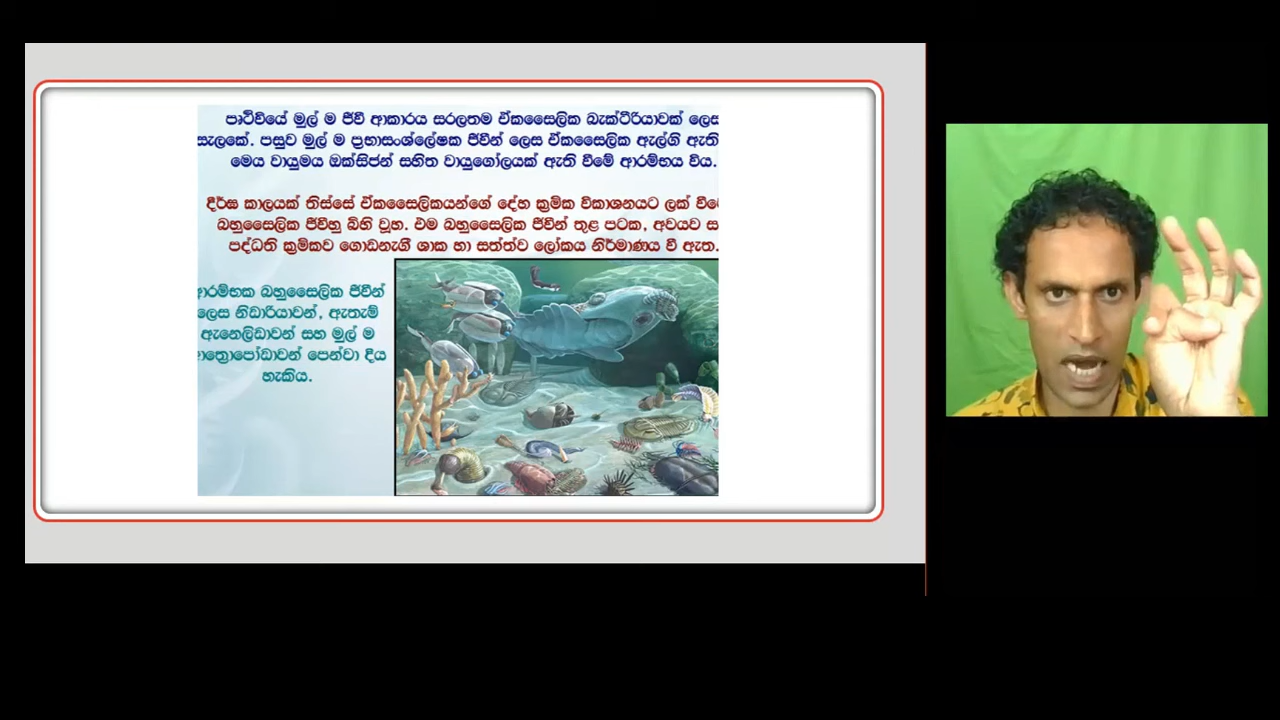 පෘථිවියේ මුල් ම ජීවී ආකාරය සරලතම ඒකසෛලික බැක්ටීරියාවක් ලෙස
සැලකේ. පසුව මුල් ම ප්‍රභාසංශ්ලේෂක ජීවීන් ලෙස ඒකසෛලික ඇල්ගී ඇති
මෙය වායුමය ඔක්සිජන් සහිත වායුගෝලයක් ඇති වීමේ ආරම්භය විය.
දීර්ඝ කාලයක් තිස්සේ ඒකසෛලිකයන්ගේ දේහ ක්‍රමික විකාශනයට ලක් වීමෙ
බහුසෛලික ජීවීහු බිහි වූහ. එම බහුසෛලික ජීවීන් තුළ පටක, අවයව ස
පද්ධති ක්‍රමිකව ගොඩනැගී ශාක හා සත්ත්ව ලෝකය නිර්මාණය වී ඇත.
ආරම්භක බහුසෛලික ජීවීන්
ලෙස නිඩාරියාවන්, ඇතැම්
ඇනෙලිඩාවන් සහ මුල් ම
ආත්‍රොපෝඩාවන් පෙන්වා දිය
හැකිය.